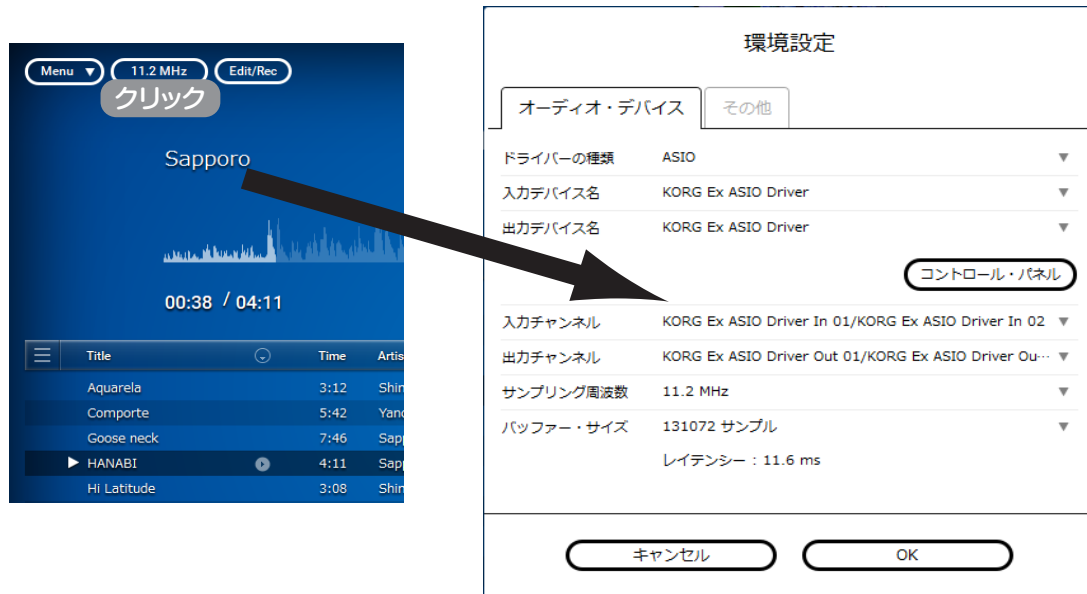 Menu ▼ 11.2 MHz Edit/Rec
クリック
Sapporo
00:38 / 04:11
Title Time Artis
Aquarela 3:12 Shin
Comporte 5:42 Yand
Goose neck 7:46 Sap
HANABI 4:11 Sap
Hi Latitude 3:08 Shin
環境設定
オーディオ・デバイス その他
ドライバーの種類 ASIO
入力デバイス名 KORG Ex ASIO Driver
出力デバイス名 KORG Ex ASIO Driver
コントロール・パネル
入力チャンネル KORG Ex ASIO Driver In 01/KORG Ex ASIO Driver In 02
出力チャンネル KORG Ex ASIO Driver Out 01/KORG Ex ASIO Driver Ou…
サンプリング周波数 11.2 MHz
バッファー・サイズ 131072 サンプル
レイテンシー : 11.6 ms
キャンセル OK